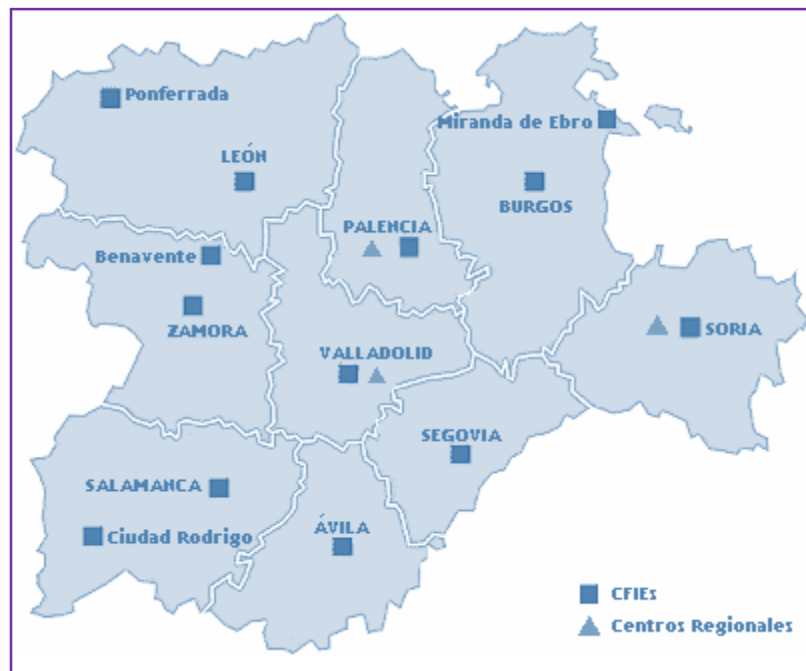 Ponferrada
Miranda de Ebro
LEÓN
BURGOS
PALENCIA
Benavente
ZAMORA
SORIA
VALLADOLID
SEGOVIA
SALAMANCA
ÁVILA
Ciudad Rodrigo
CFIEs
Centros Regionales